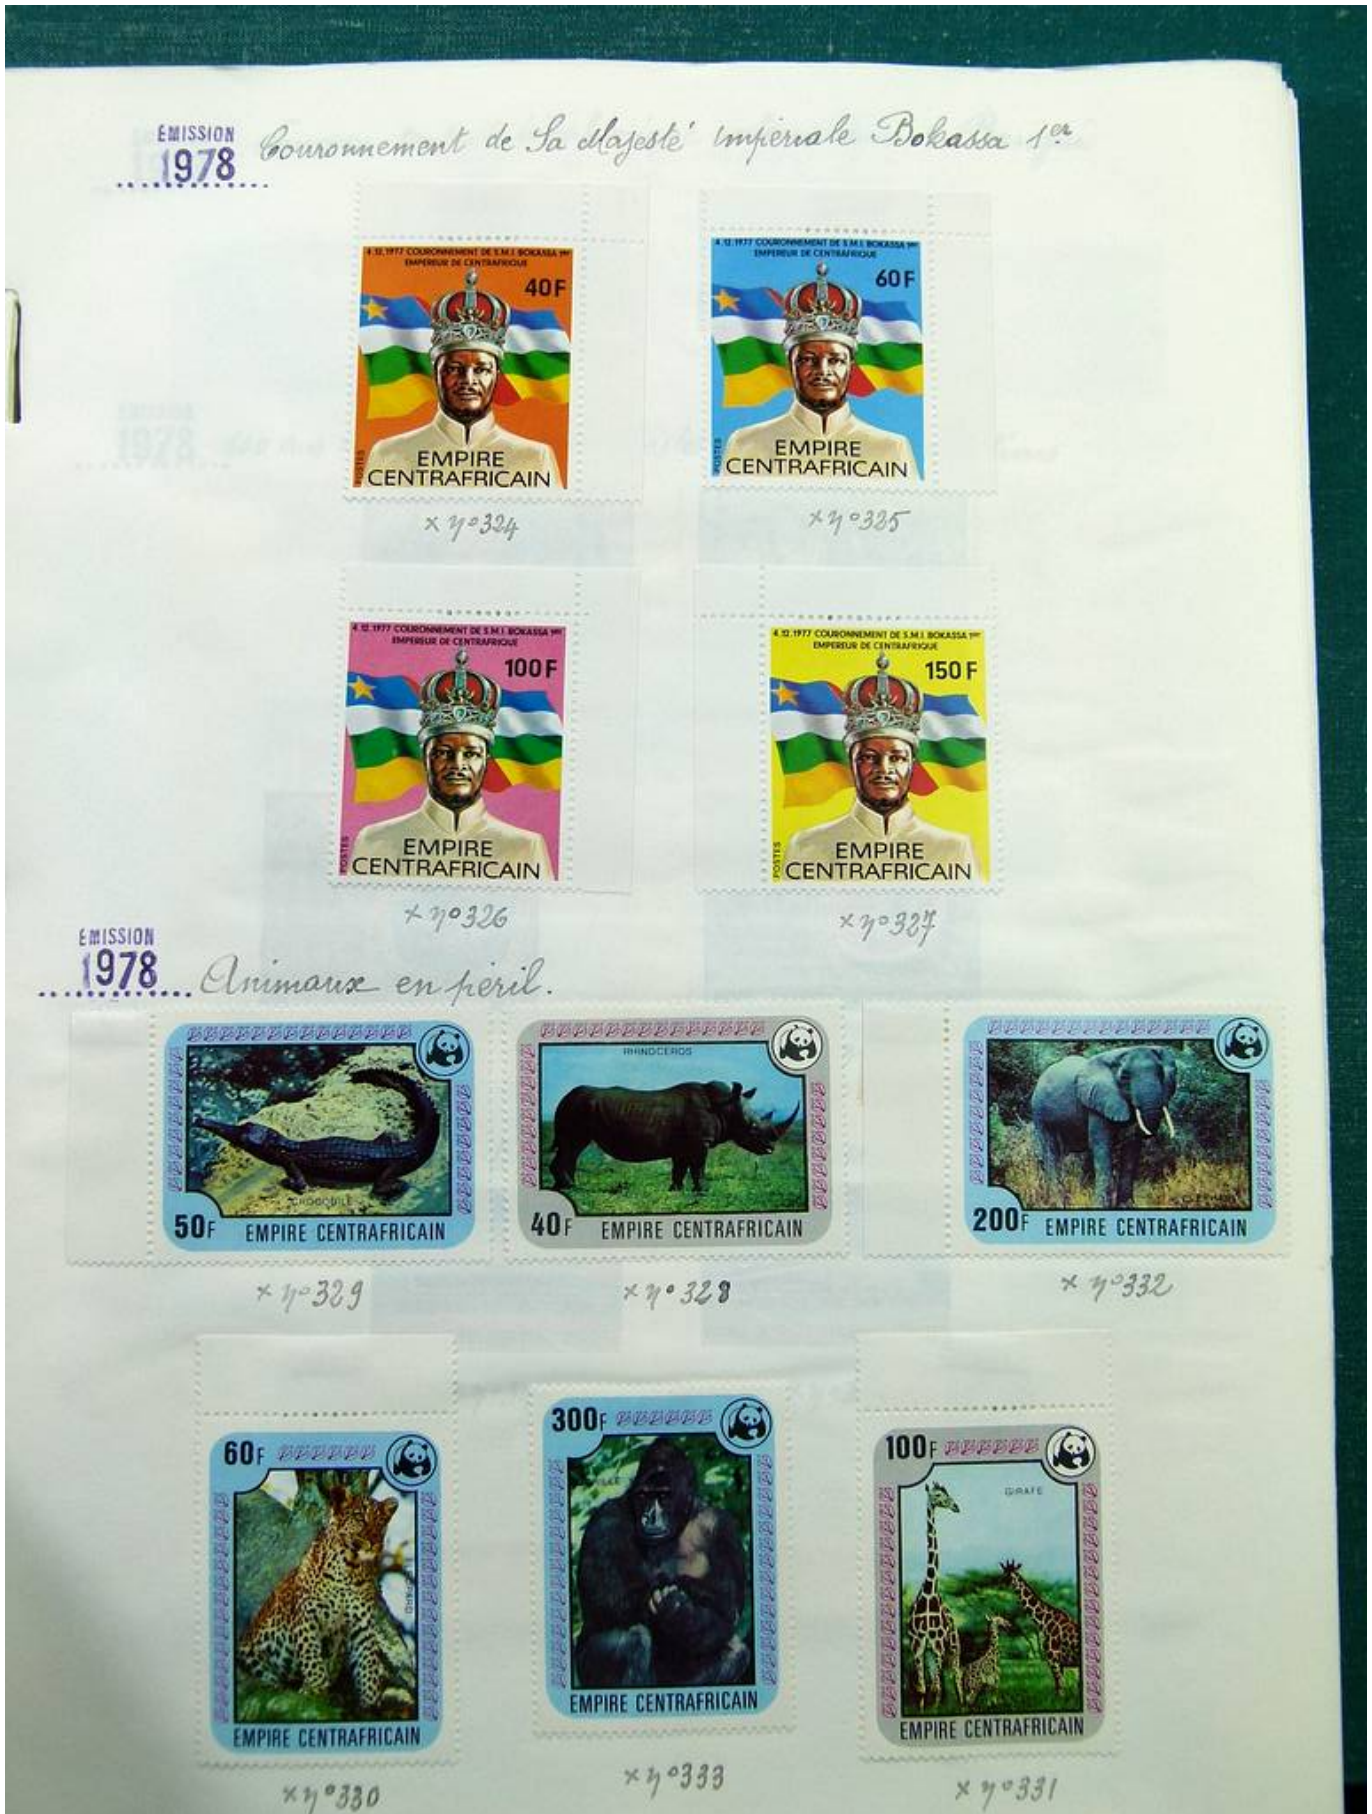 ÉMISSION
1978
Couronnement de Sa Majesté impériale Bokassa 1er
4.12.1977 COURONNEMENT DE S.M.I. BOKASSA 1er
EMPEREUR DE CENTRAFRIQUE
40F
POSTES
EMPIRE
CENTRAFRICAIN
x n°324
4.12.1977 COURONNEMENT DE S.M.I. BOKASSA 1er
EMPEREUR DE CENTRAFRIQUE
60F
POSTES
EMPIRE
CENTRAFRICAIN
x n°325
4.12.1977 COURONNEMENT DE S.M.I. BOKASSA 1er
EMPEREUR DE CENTRAFRIQUE
100F
POSTES
EMPIRE
CENTRAFRICAIN
x n°326
4.12.1977 COURONNEMENT DE S.M.I. BOKASSA 1er
EMPEREUR DE CENTRAFRIQUE
150F
POSTES
EMPIRE
CENTRAFRICAIN
x n°327
ÉMISSION
1978
Animaux en péril.
CROCODILE
50F EMPIRE CENTRAFRICAIN
x n°329
RHINOCEROS
40F EMPIRE CENTRAFRICAIN
x n°328
200F EMPIRE CENTRAFRICAIN
x n°332
60F
EMPIRE CENTRAFRICAIN
x n°330
300F
EMPIRE CENTRAFRICAIN
x n°333
100F
GIRAFE
EMPIRE CENTRAFRICAIN
x n°331